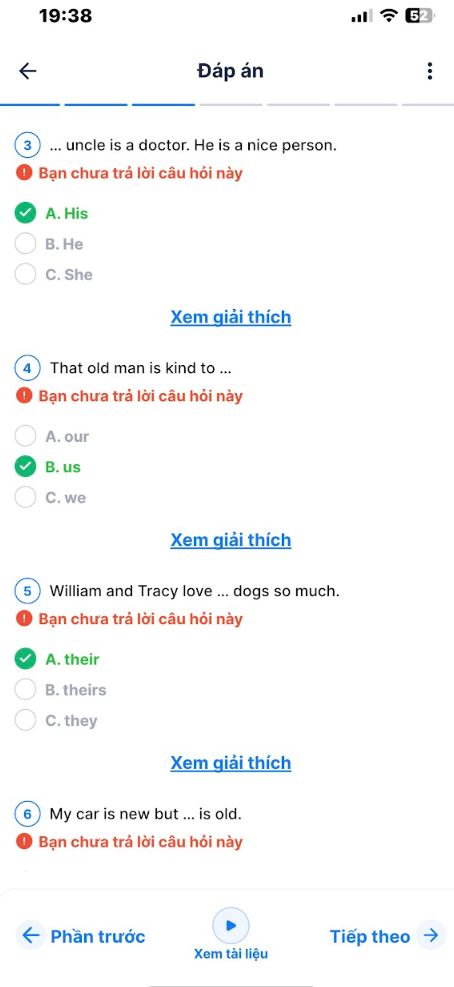 19:38
52
Đáp án
3 ... uncle is a doctor. He is a nice person.
! Bạn chưa trả lời câu hỏi này
A. His
B. He
C. She
Xem giải thích
4 That old man is kind to ...
! Bạn chưa trả lời câu hỏi này
A. our
B. us
C. we
Xem giải thích
5 William and Tracy love ... dogs so much.
! Bạn chưa trả lời câu hỏi này
A. their
B. theirs
C. they
Xem giải thích
6 My car is new but ... is old.
! Bạn chưa trả lời câu hỏi này
Phần trước
Xem tài liệu
Tiếp theo